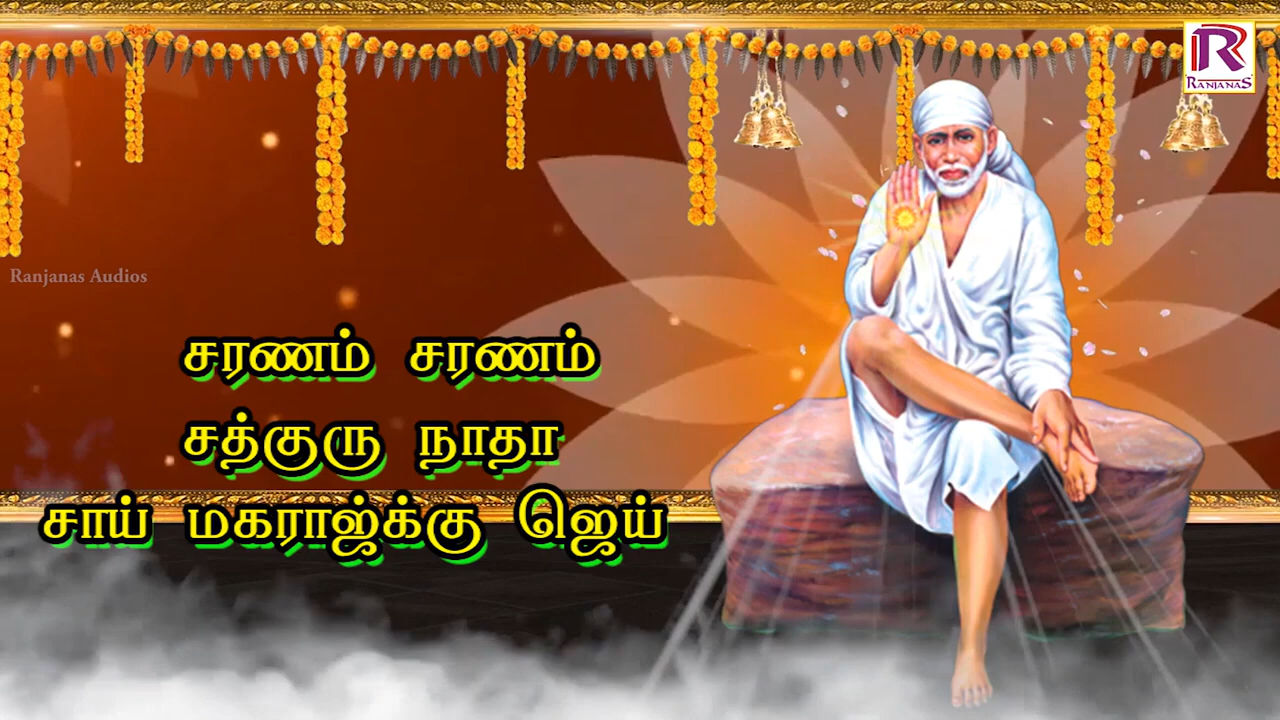 R
RANJANAS
Ranjanas Audios
சரணம் சரணம்
சத்குரு நாதா
சாய் மகராஜ்க்கு ஜெய்